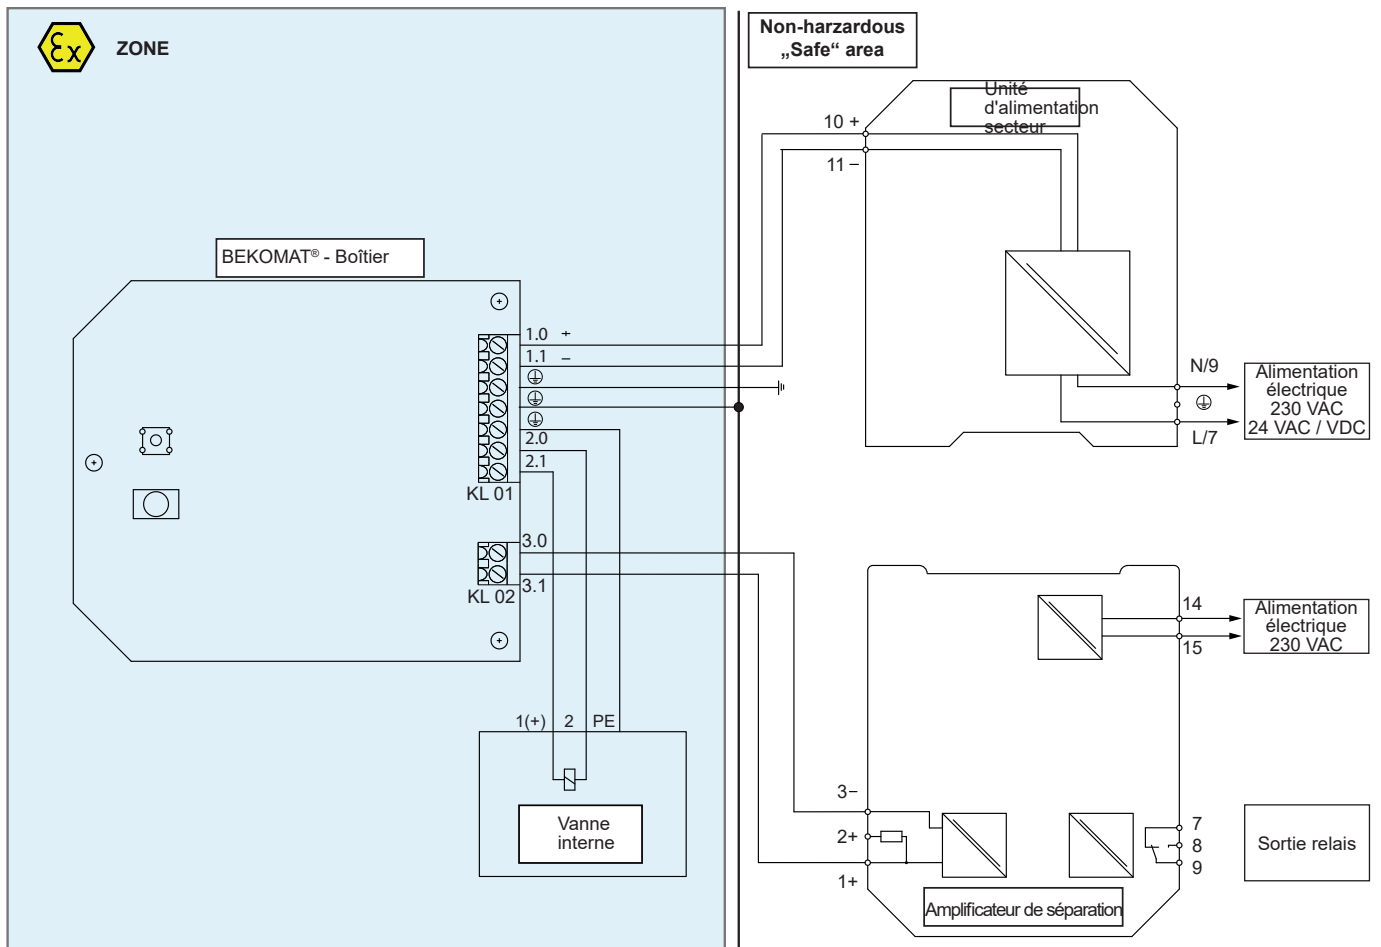 Ex
ZONE
Non-harzardous
„Safe“ area
Unité
d'alimentation
secteur
10 +
11 –
BEKOMAT® - Boîtier
1.0 +
1.1 –
2.0
2.1
KL 01
3.0
3.1
KL 02
N/9
L/7
Alimentation
électrique
230 VAC
24 VAC / VDC
14
15
Alimentation
électrique
230 VAC
1(+) 2 PE
Vanne
interne
3–
2+
1+
7
8
9
Sortie relais
Amplificateur de séparation